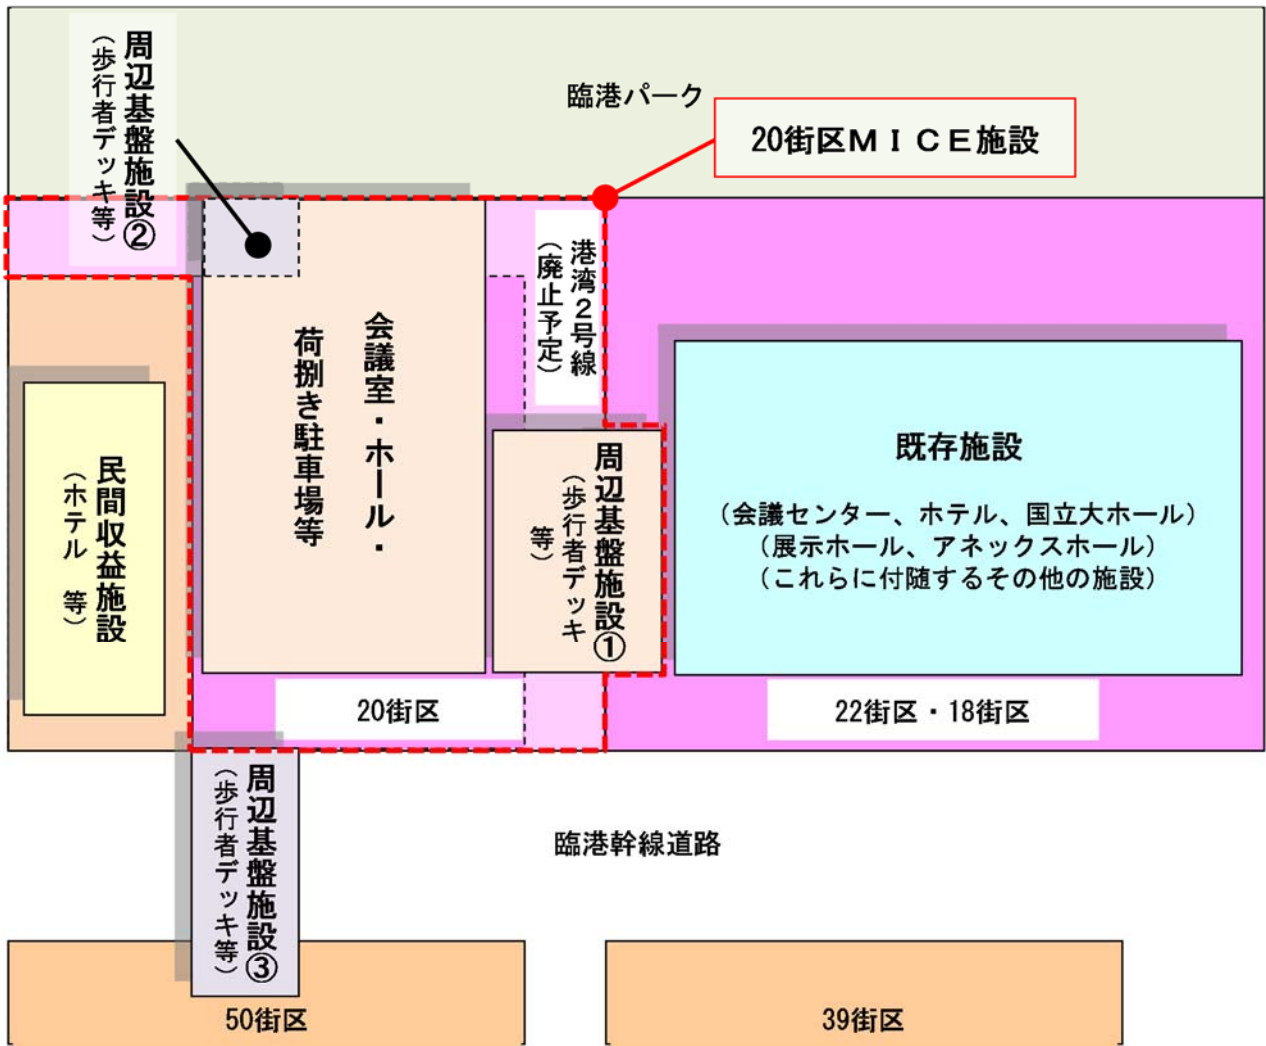 臨港パーク
20街区ＭＩＣＥ施設
周辺基盤施設②
（歩行者デッキ等）
港湾２号線
（廃止予定）
会議室・ホール・
荷捌き駐車場等
民間収益施設
（ホテル　等）
周辺基盤施設①
（歩行者デッキ
等）
既存施設
（会議センター、ホテル、国立大ホール）
（展示ホール、アネックスホール）
（これらに付随するその他の施設）
20街区
22街区・18街区
周辺基盤施設③
（歩行者デッキ等）
臨港幹線道路
50街区
39街区